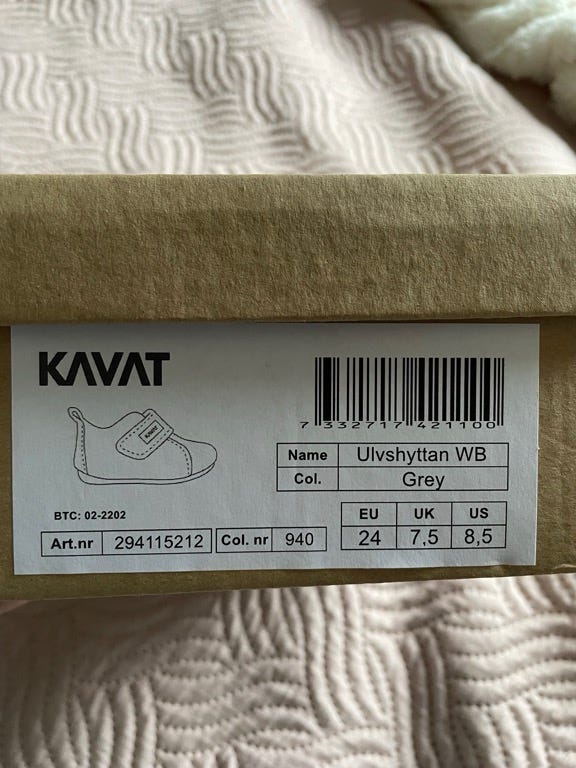 KAVAT
KAVAT
7 332717 421100
Name Ulvshyttan WB
Col. Grey
BTC: 02-2202
Art.nr 294115212 Col. nr 940
EU UK US
24 7,5 8,5